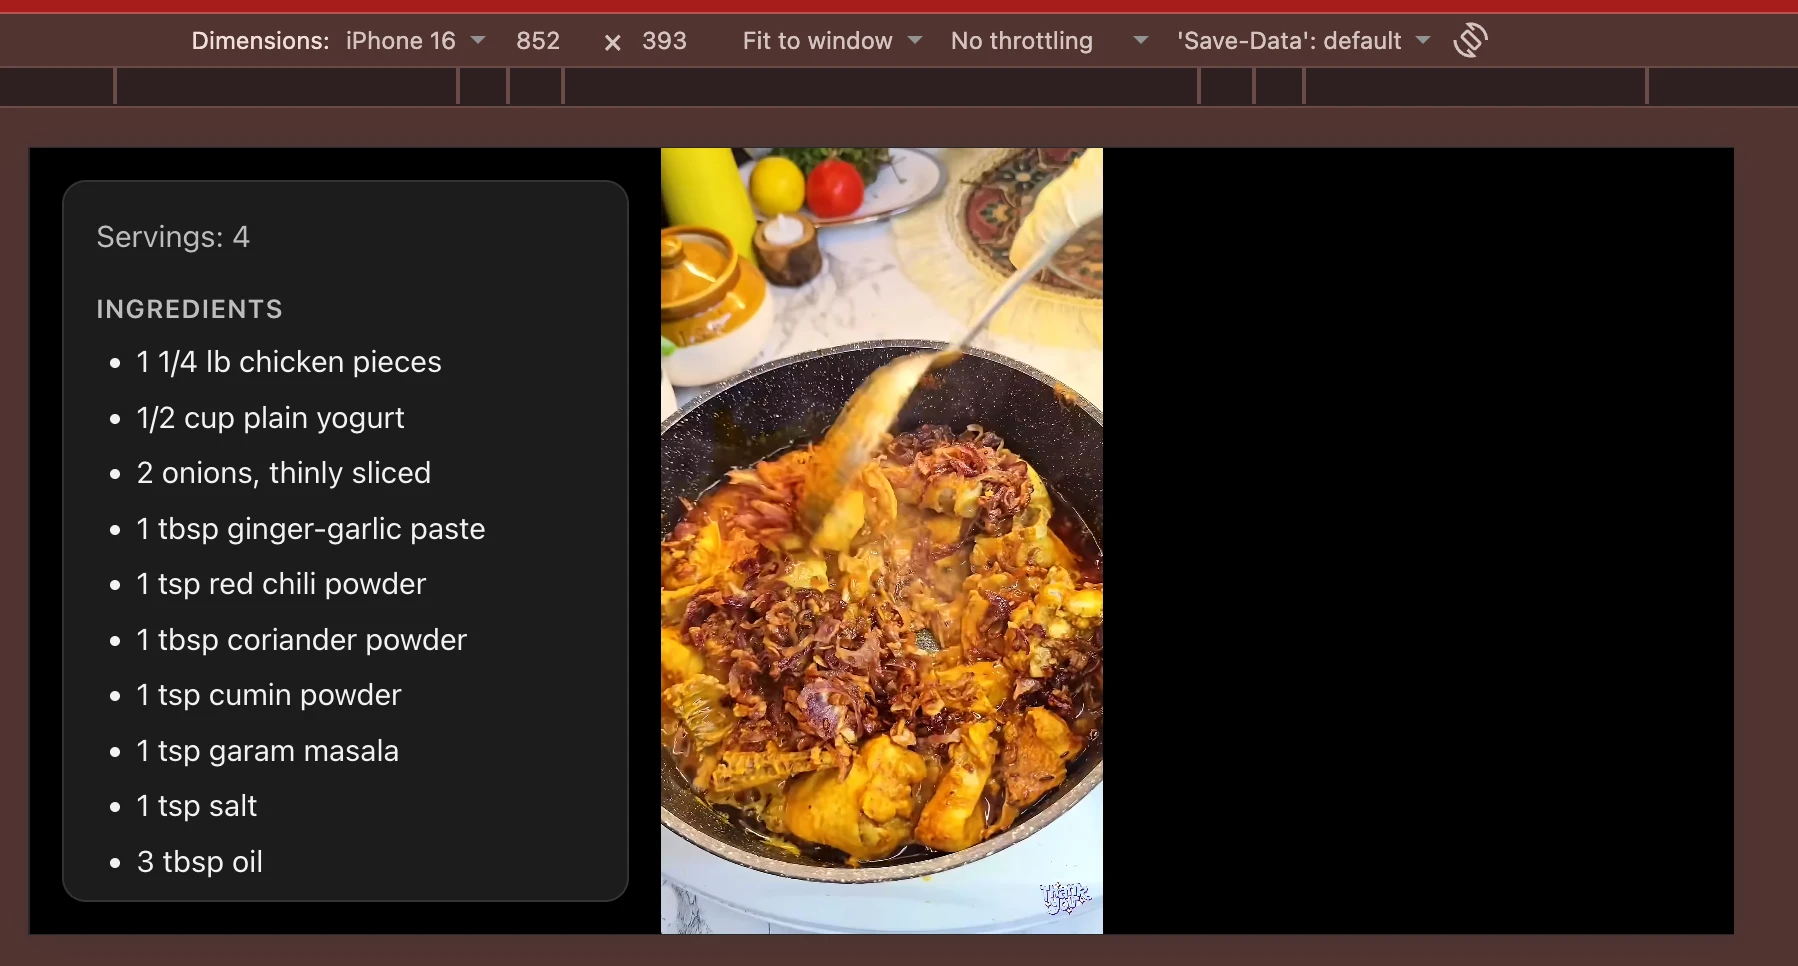 Dimensions: iPhone 16 852 × 393 Fit to window No throttling 'Save-Data': default
Servings: 4
INGREDIENTS
• 1 1/4 lb chicken pieces
• 1/2 cup plain yogurt
• 2 onions, thinly sliced
• 1 tbsp ginger-garlic paste
• 1 tsp red chili powder
• 1 tbsp coriander powder
• 1 tsp cumin powder
• 1 tsp garam masala
• 1 tsp salt
• 3 tbsp oil
Thank
You